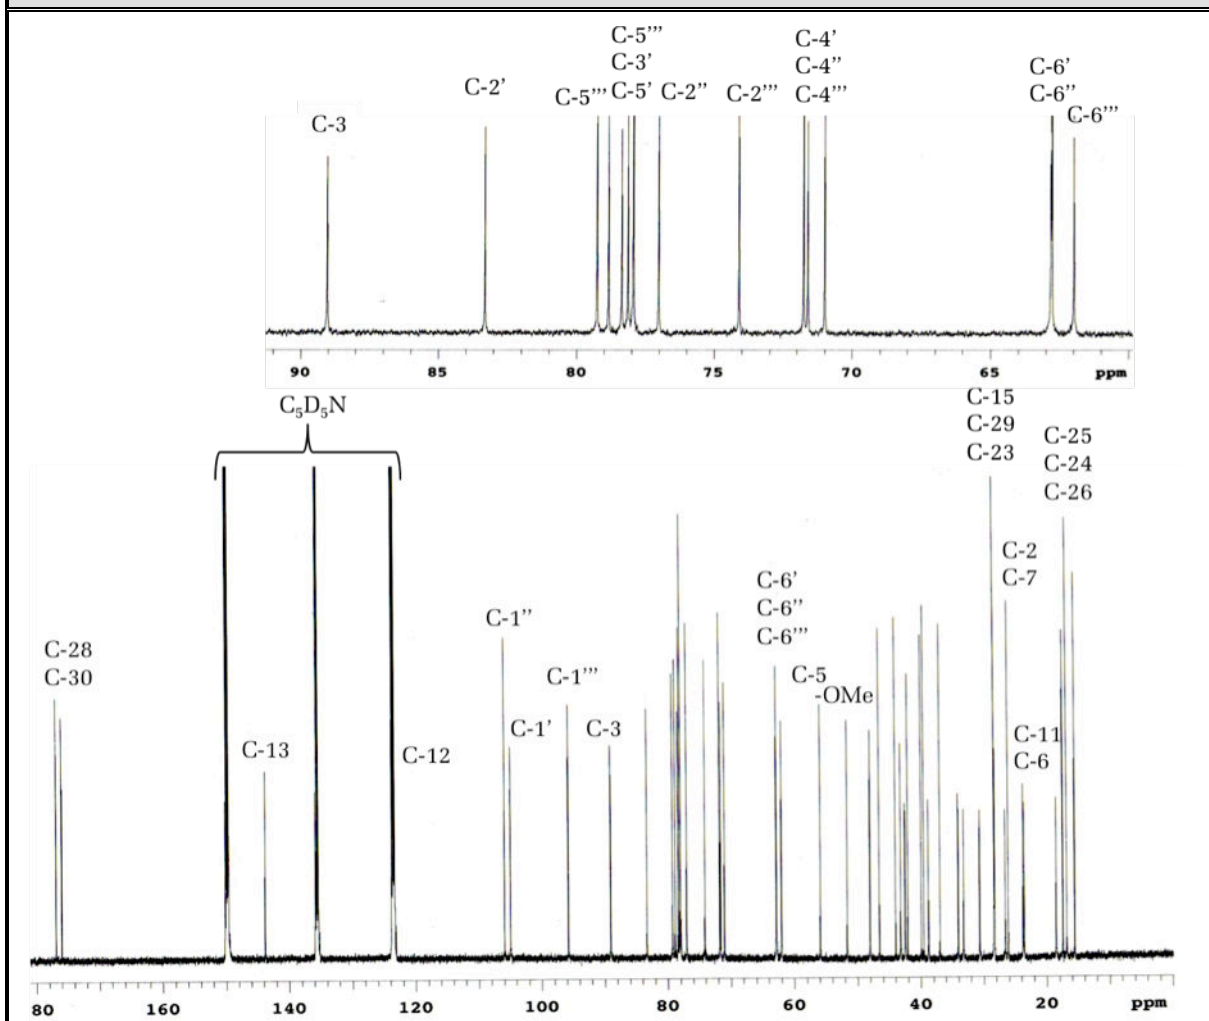 C-5'''
C-3'
C-5'
C-4'
C-4''
C-4'''
C-6'
C-6''
C-3
C-2'
C-5'''
C-2''
C-2'''
C-6'''
90 85 80 75 70 65 ppm
C₅D₅N
C-15
C-29
C-23
C-25
C-24
C-26
C-2
C-7
C-6'
C-6''
C-6'''
C-28
C-30
C-1''
C-1'''
C-5
-OMe
C-13
C-12
C-1'
C-3
C-11
C-6
80 160 140 120 100 80 60 40 20 ppm